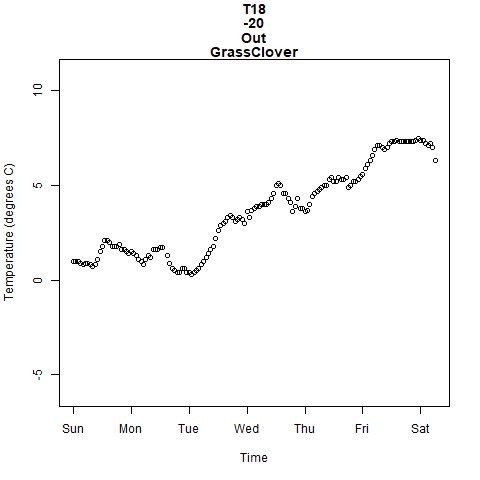 T18
-20
Out
GrassClover
Temperature (degrees C)
10
5
0
-5
Sun Mon Tue Wed Thu Fri Sat
Time